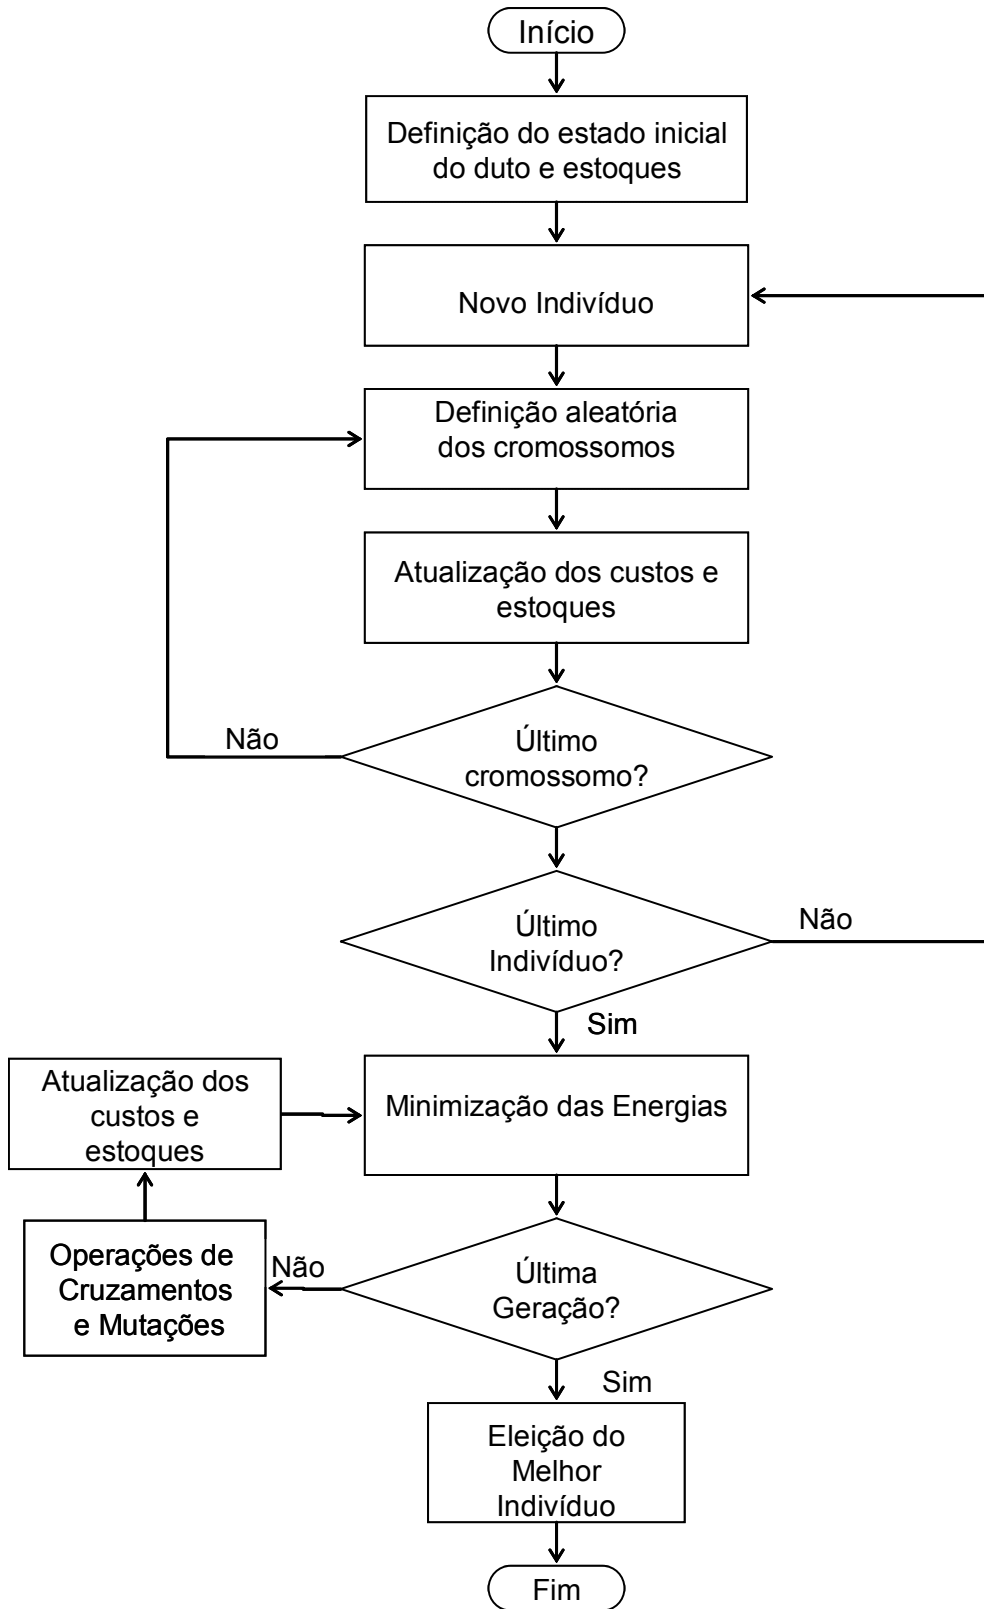 Início
Definição do estado inicial
do duto e estoques
Novo Indivíduo
Definição aleatória
dos cromossomos
Atualização dos custos e
estoques
Não
Último
cromossomo?
Último
Indivíduo?
Não
Sim
Atualização dos
custos e
estoques
Minimização das Energias
Operações de
Cruzamentos
e Mutações
Não
Última
Geração?
Sim
Eleição do
Melhor
Indivíduo
Fim